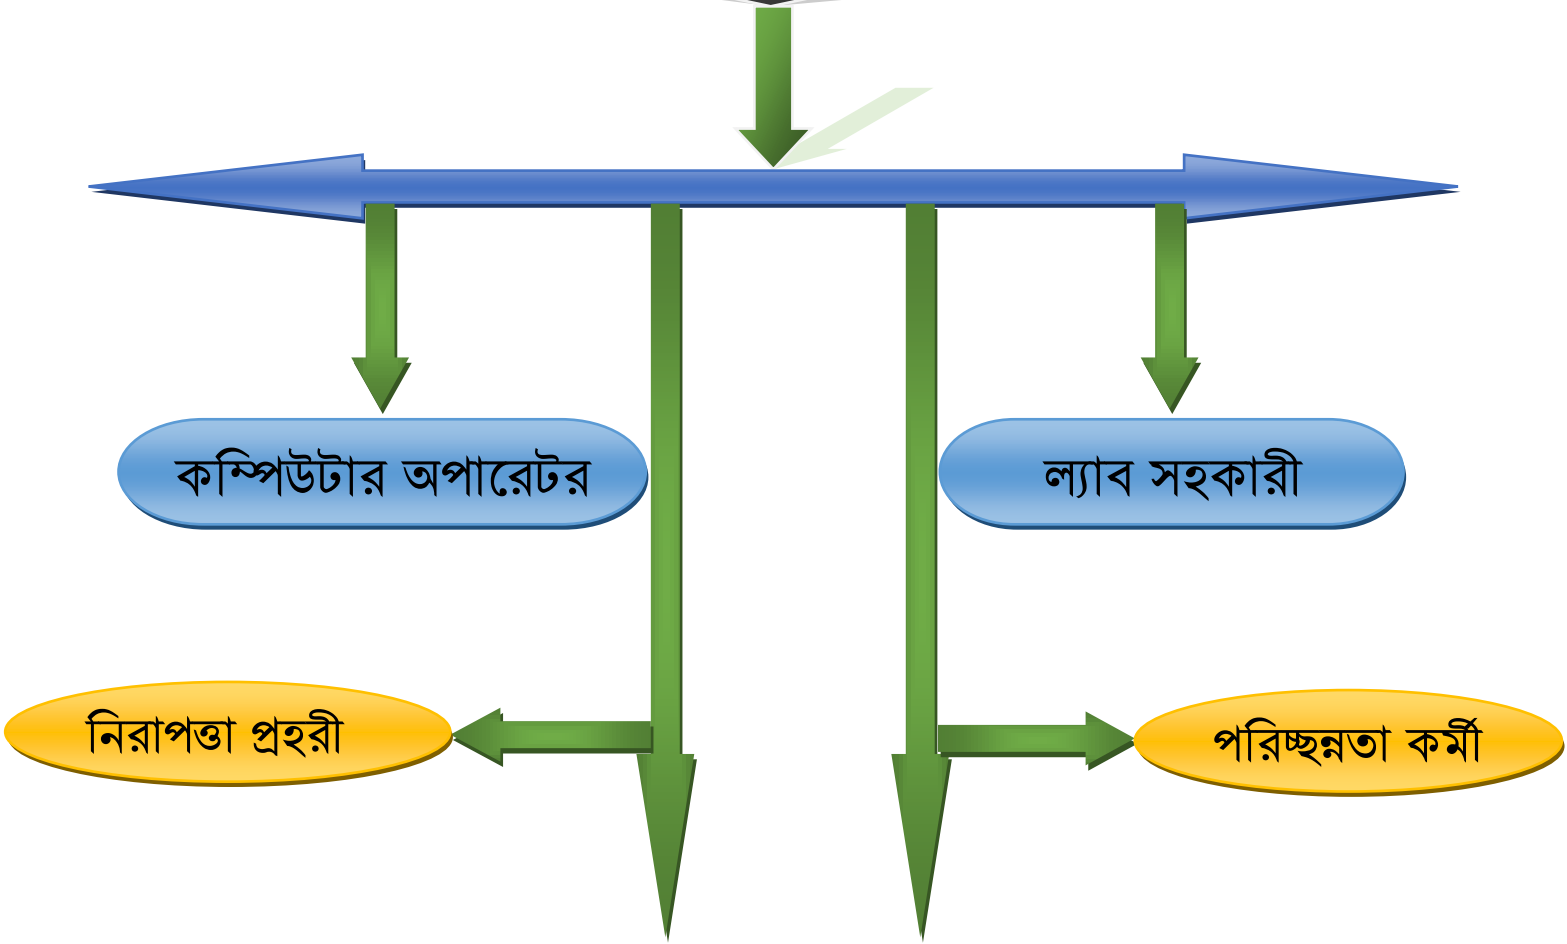 কম্পিউটার অপারেটর
ল্যাব সহকারী
নিরাপত্তা প্রহরী
পরিচ্ছন্নতা কর্মী